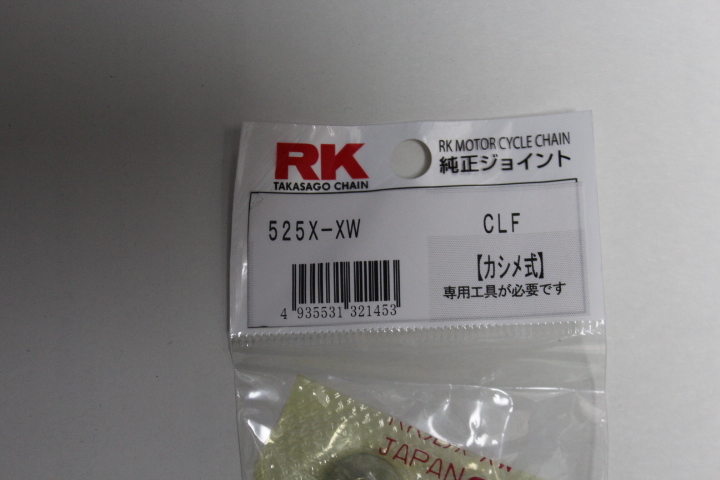 RK
TAKASAGO CHAIN
RK MOTOR CYCLE CHAIN
純正ジョイント
525X-XW
CLF
【カシメ式】
専用工具が必要です
4 935531 321453
JAPAN